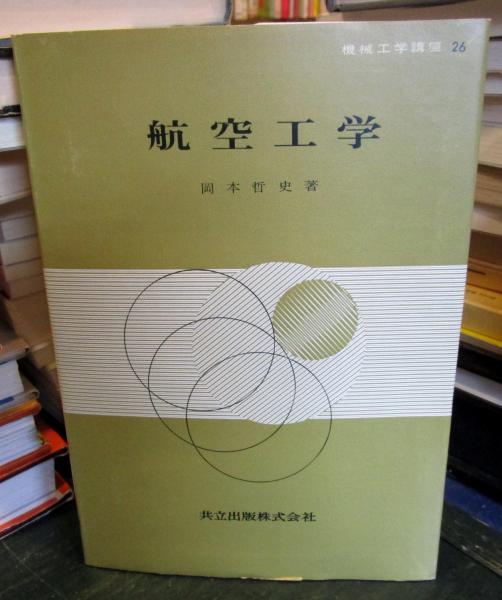 機械工学講座 26
航空工学
岡本哲史著
共立出版株式会社